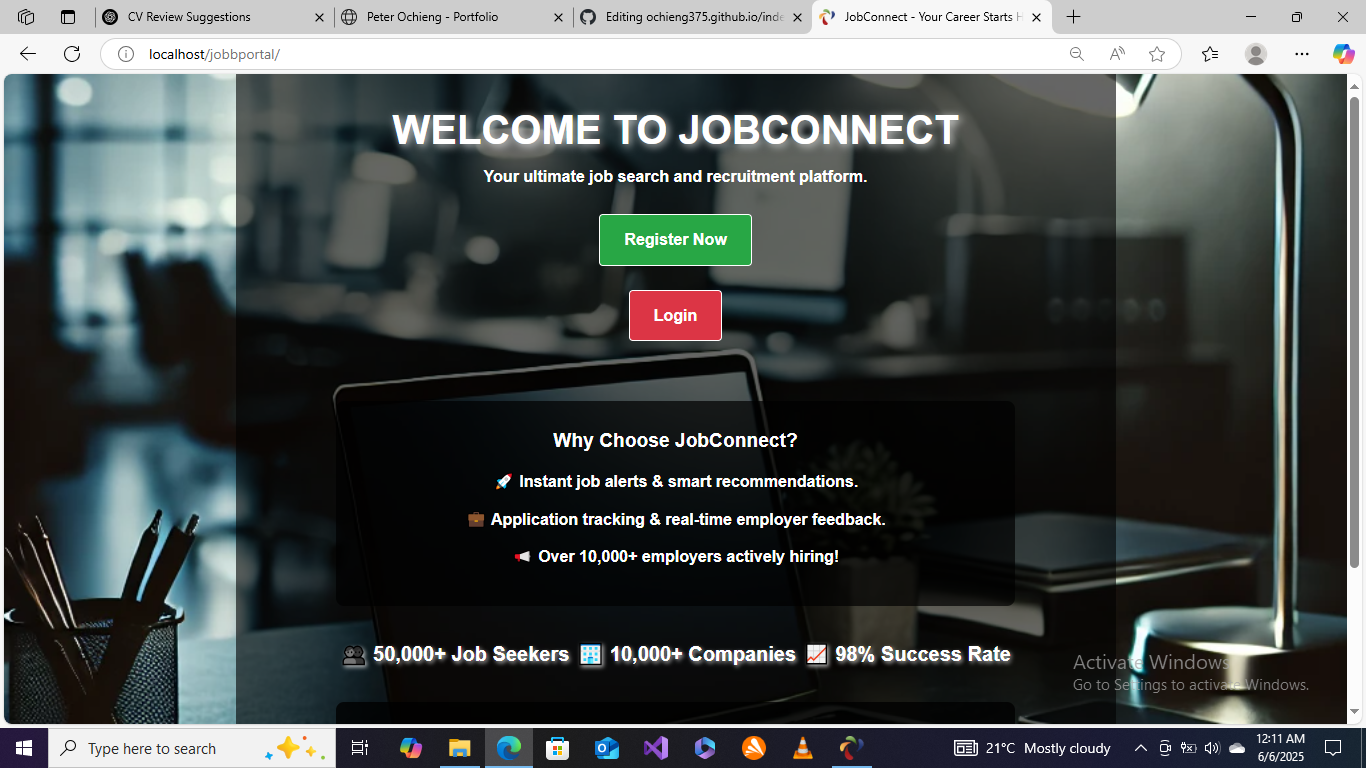 CV Review Suggestions
Peter Ochieng - Portfolio
Editing ochieng375.github.io/inde
JobConnect - Your Career Starts H
localhost/jobbportal/
WELCOME TO JOBCONNECT
Your ultimate job search and recruitment platform.
Register Now
Login
Why Choose JobConnect?
🚀 Instant job alerts & smart recommendations.
💼 Application tracking & real-time employer feedback.
📢 Over 10,000+ employers actively hiring!
👥 50,000+ Job Seekers 🏢 10,000+ Companies 📈 98% Success Rate
Activate Windows
Go to Settings to activate Windows.
Type here to search
21°C Mostly cloudy
12:11 AM
6/6/2025